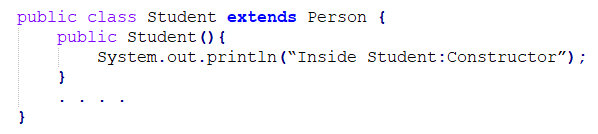 public class Student extends Person {
    public Student(){
        System.out.println(“Inside Student:Constructor”);
    }
    . . . .
}